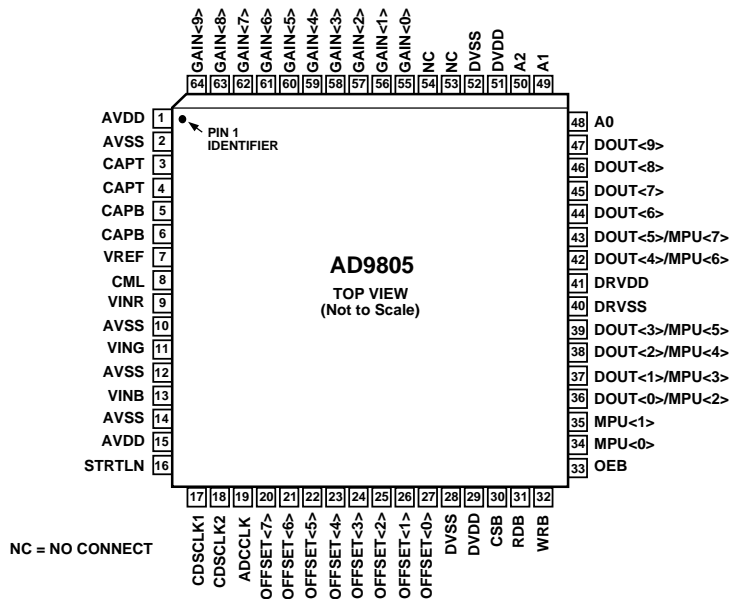 GAIN<9>
GAIN<8>
GAIN<7>
GAIN<6>
GAIN<5>
GAIN<4>
GAIN<3>
GAIN<2>
GAIN<1>
GAIN<0>
NC
NC
DVSS
DVDD
A2
A1
64 63 62 61 60 59 58 57 56 55 54 53 52 51 50 49
AVDD 1
AVSS 2
CAPT 3
CAPT 4
CAPB 5
CAPB 6
VREF 7
CML 8
VINR 9
AVSS 10
VING 11
AVSS 12
VINB 13
AVSS 14
AVDD 15
STRTLN 16
PIN 1
IDENTIFIER
AD9805
TOP VIEW
(Not to Scale)
48 A0
47 DOUT<9>
46 DOUT<8>
45 DOUT<7>
44 DOUT<6>
43 DOUT<5>/MPU<7>
42 DOUT<4>/MPU<6>
41 DRVDD
40 DRVSS
39 DOUT<3>/MPU<5>
38 DOUT<2>/MPU<4>
37 DOUT<1>/MPU<3>
36 DOUT<0>/MPU<2>
35 MPU<1>
34 MPU<0>
33 OEB
17 18 19 20 21 22 23 24 25 26 27 28 29 30 31 32
CDSCLK1
CDSCLK2
ADCCLK
OFFSET<7>
OFFSET<6>
OFFSET<5>
OFFSET<4>
OFFSET<3>
OFFSET<2>
OFFSET<1>
OFFSET<0>
DVSS
DVDD
CSB
RDB
WRB
NC = NO CONNECT